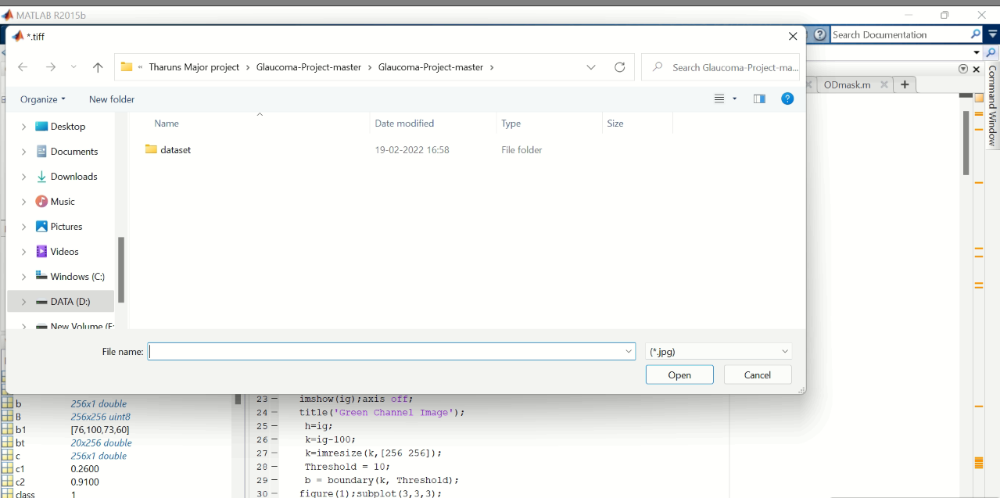 MATLAB R2015b
*.tiff
Search Documentation
« Tharuns Major project › Glaucoma-Project-master › Glaucoma-Project-master ›
Search Glaucoma-Project-ma...
ODmask.m
Organize
New folder
Command Window
Name
Date modified
Type
Size
Desktop
Documents
Downloads
Music
Pictures
Videos
Windows (C:)
DATA (D:)
New Volume (E:
dataset 19-02-2022 16:58 File folder
File name:
(*.jpg)
Open
Cancel
b 256x1 double
B 256x256 uint8
b1 [76,100,73,60]
bt 20x256 double
c 256x1 double
c1 0.2600
c2 0.9100
class 1
23 — imshow(ig);axis off;
24 — title('Green Channel Image');
25 — h=ig;
26 — k=ig-100;
27 — k=imresize(k,[256 256]);
28 — Threshold = 10;
29 — b = boundary(k, Threshold);
30 — figure(1);subplot(3,3,3);